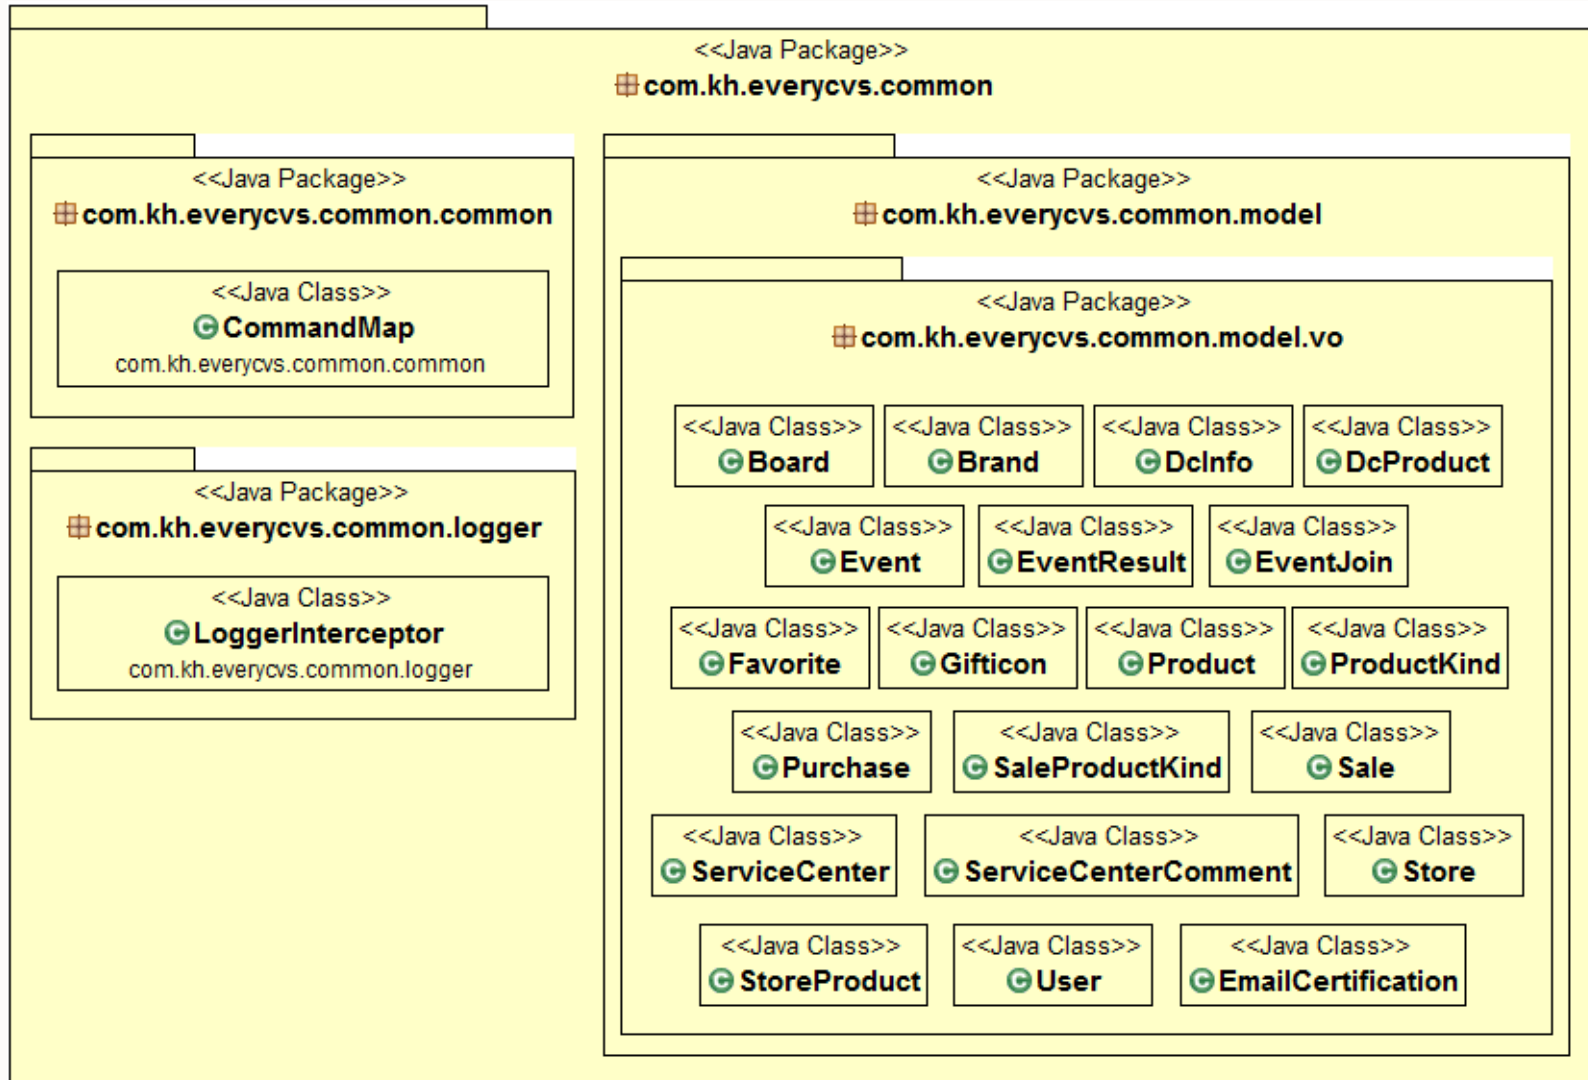 <<Java Package>>
com.kh.everycvs.common
<<Java Package>>
com.kh.everycvs.common.common
<<Java Class>>
CommandMap
com.kh.everycvs.common.common
<<Java Package>>
com.kh.everycvs.common.logger
<<Java Class>>
LoggerInterceptor
com.kh.everycvs.common.logger
<<Java Package>>
com.kh.everycvs.common.model
<<Java Package>>
com.kh.everycvs.common.model.vo
<<Java Class>> <<Java Class>> <<Java Class>> <<Java Class>>
Board Brand DcInfo DcProduct
<<Java Class>> <<Java Class>> <<Java Class>>
Event EventResult EventJoin
<<Java Class>> <<Java Class>> <<Java Class>> <<Java Class>>
Favorite Gifticon Product ProductKind
<<Java Class>> <<Java Class>> <<Java Class>>
Purchase SaleProductKind Sale
<<Java Class>> <<Java Class>> <<Java Class>>
ServiceCenter ServiceCenterComment Store
<<Java Class>> <<Java Class>> <<Java Class>>
StoreProduct User EmailCertification